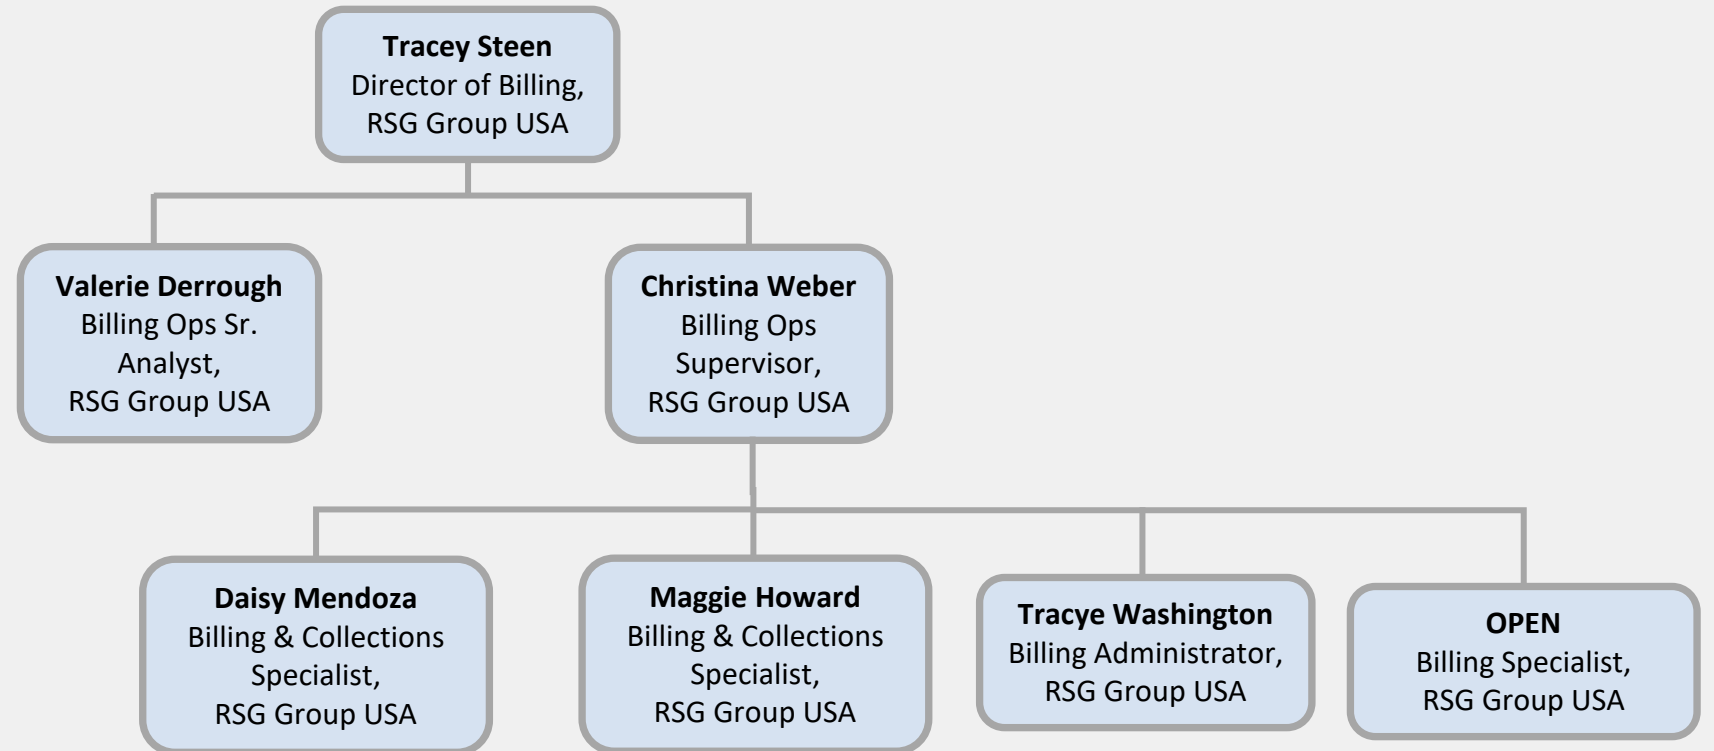 Tracey Steen
Director of Billing,
RSG Group USA
Valerie Derrough
Billing Ops Sr.
Analyst,
RSG Group USA
Christina Weber
Billing Ops
Supervisor,
RSG Group USA
Daisy Mendoza
Billing & Collections
Specialist,
RSG Group USA
Maggie Howard
Billing & Collections
Specialist,
RSG Group USA
Tracye Washington
Billing Administrator,
RSG Group USA
OPEN
Billing Specialist,
RSG Group USA